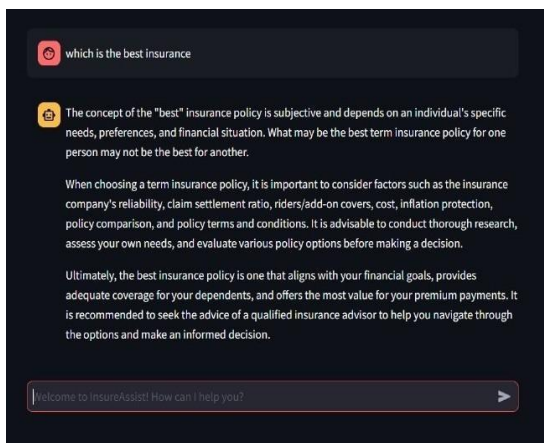 which is the best insurance
The concept of the "best" insurance policy is subjective and depends on an individual's specific
needs, preferences, and financial situation. What may be the best term insurance policy for one
person may not be the best for another.
When choosing a term insurance policy, it is important to consider factors such as the insurance
company's reliability, claim settlement ratio, riders/add-on covers, cost, inflation protection,
policy comparison, and policy terms and conditions. It is advisable to conduct thorough research,
assess your own needs, and evaluate various policy options before making a decision.
Ultimately, the best insurance policy is one that aligns with your financial goals, provides
adequate coverage for your dependents, and offers the most value for your premium payments. It
is recommended to seek the advice of a qualified insurance advisor to help you navigate through
the options and make an informed decision.
Welcome to InsureAssist! How can I help you?